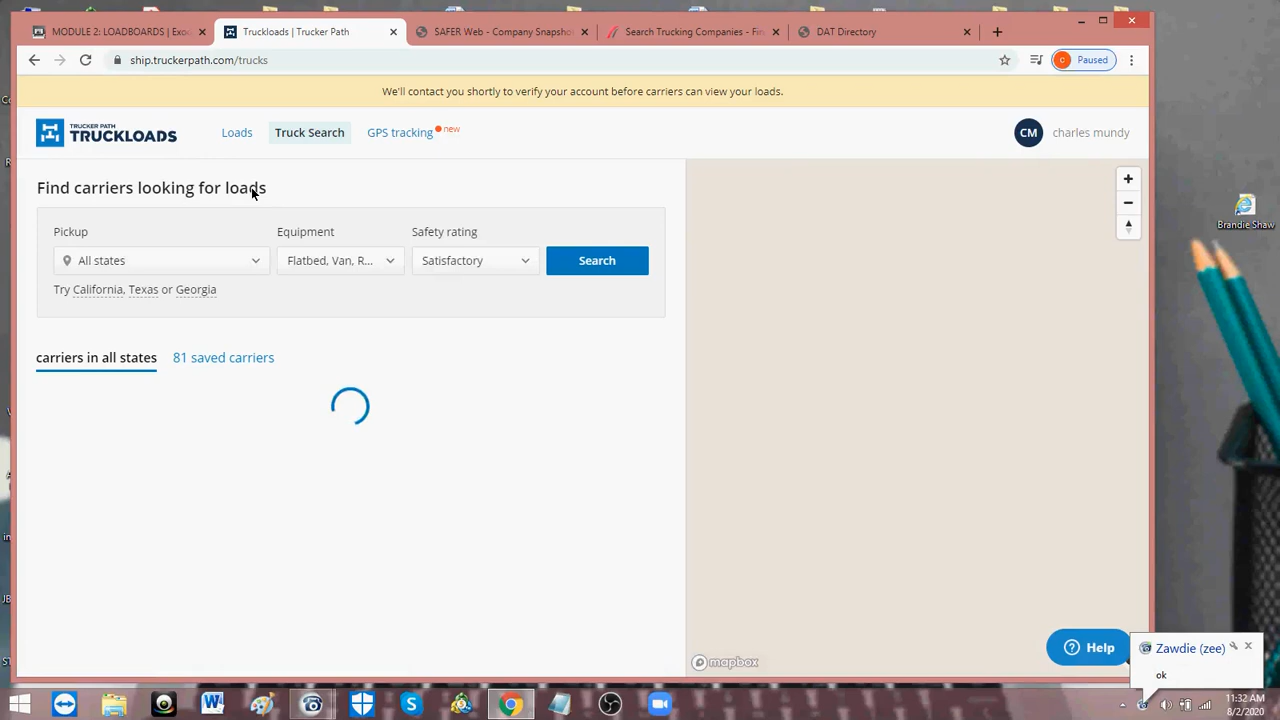 MODULE 2: LOADBOARDS | Exo
Truckloads | Trucker Path
SAFER Web - Company Snapsho
Search Trucking Companies - Fin
DAT Directory
ship.truckerpath.com/trucks
Paused
We'll contact you shortly to verify your account before carriers can view your loads.
TRUCKER PATH
TRUCKLOADS
Loads
Truck Search
GPS tracking new
CM
charles mundy
Find carriers looking for loads
Pickup
Equipment
Safety rating
All states
Flatbed, Van, R...
Satisfactory
Search
Try California, Texas or Georgia
carriers in all states
81 saved carriers
mapbox
Help
Brandie Shaw
Zawdie (zee)
ok
11:32 AM
8/2/2020